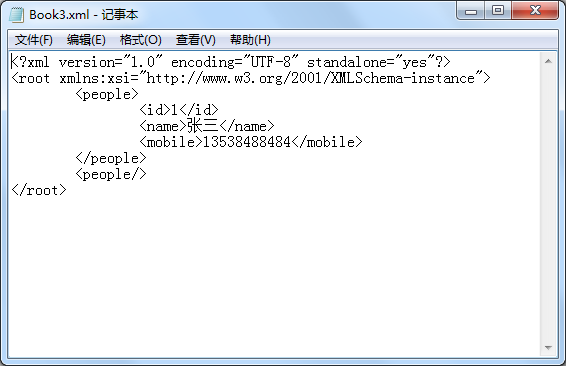 Book3.xml - 记事本
文件(F) 编辑(E) 格式(O) 查看(V) 帮助(H)
<?xml version="1.0" encoding="UTF-8" standalone="yes"?>
<root xmlns:xsi="http://www.w3.org/2001/XMLSchema-instance">
        <people>
                <id>1</id>
                <name>张三</name>
                <mobile>13538488484</mobile>
        </people>
        <people/>
</root>